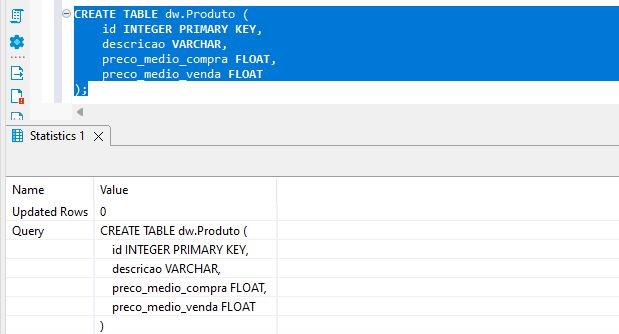 CREATE TABLE dw.Produto (
id INTEGER PRIMARY KEY,
descricao VARCHAR,
preco_medio_compra FLOAT,
preco_medio_venda FLOAT
);
Statistics 1
Name Value
Updated Rows 0
Query CREATE TABLE dw.Produto (
id INTEGER PRIMARY KEY,
descricao VARCHAR,
preco_medio_compra FLOAT,
preco_medio_venda FLOAT
)